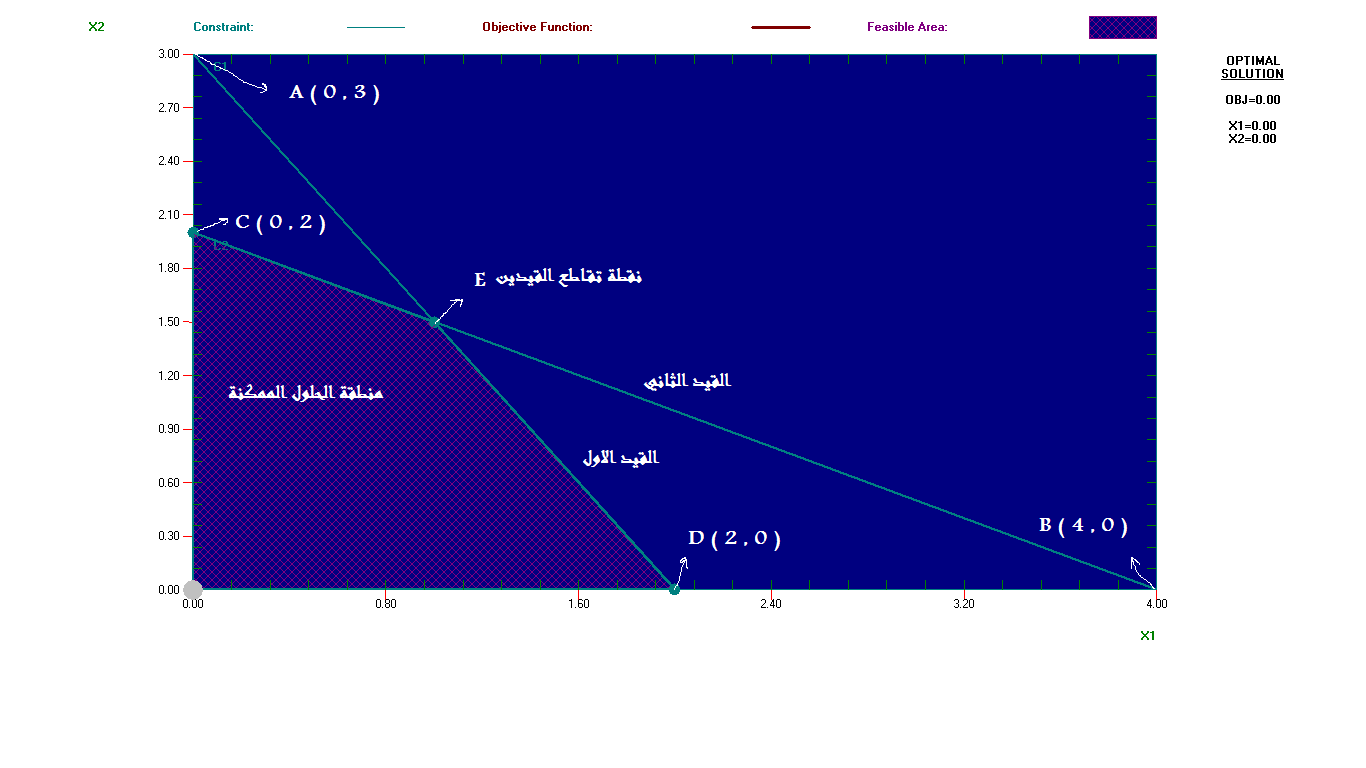 X2 Constraint: Objective Function: Feasible Area:
OPTIMAL
SOLUTION
OBJ=0.00
X1=0.00
X2=0.00
3.00
C1
A ( 0 , 3 )
2.70
2.40
2.10
C ( 0 , 2 )
C2
1.80
E نقطة تقاطع القيدين
1.50
1.20
القيد الثاني
منطقة الحلول الممكنة
0.90
القيد الاول
0.60
B ( 4 , 0 )
D ( 2 , 0 )
0.30
0.00
0.00 0.80 1.60 2.40 3.20 4.00
X1